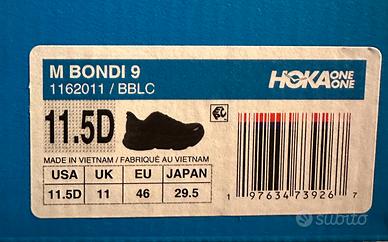 M BONDI 9
1162011 / BBLC
HOKA ONE ONE
11.5D
MADE IN VIETNAM / FABRIQUÉ AU VIETNAM
USA UK EU JAPAN
11.5D 11 46 29.5
1 97634 73926 7
subito